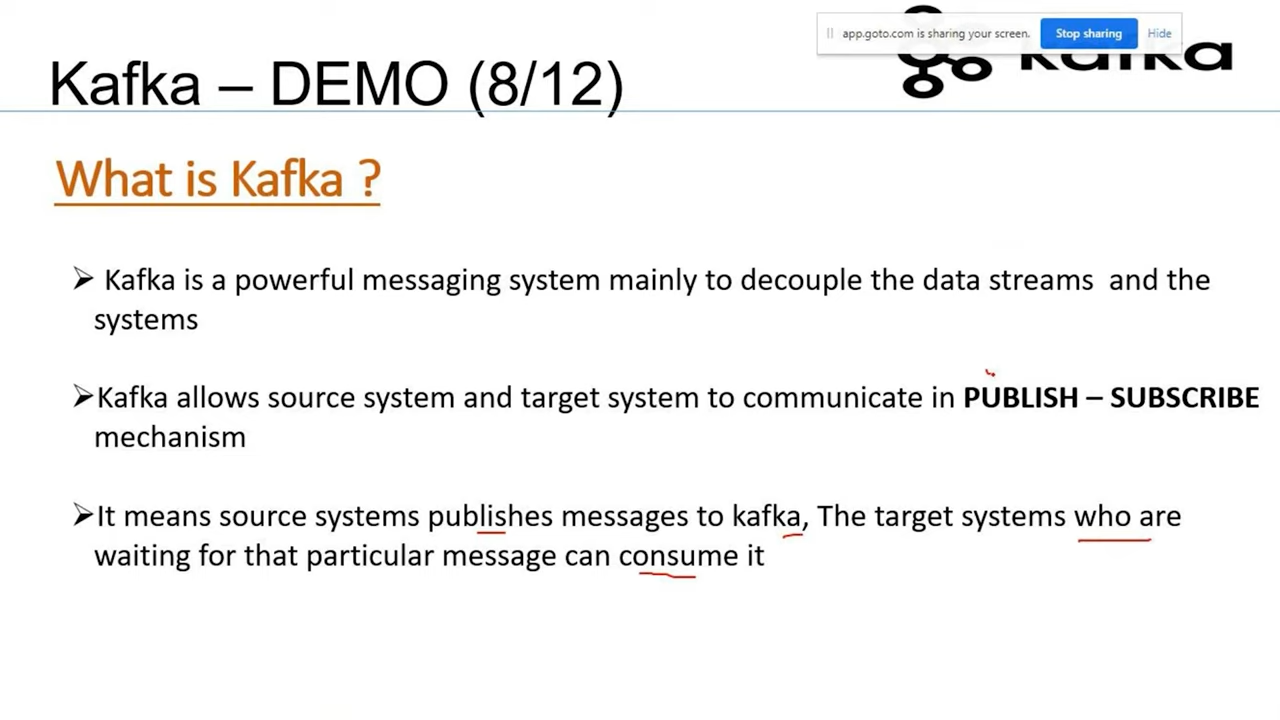 app.goto.com is sharing your screen. Stop sharing Hide
kafka
Kafka – DEMO (8/12)
What is Kafka ?
➢ Kafka is a powerful messaging system mainly to decouple the data streams and the
systems
➢Kafka allows source system and target system to communicate in PUBLISH – SUBSCRIBE
mechanism
➢It means source systems publishes messages to kafka, The target systems who are
waiting for that particular message can consume it